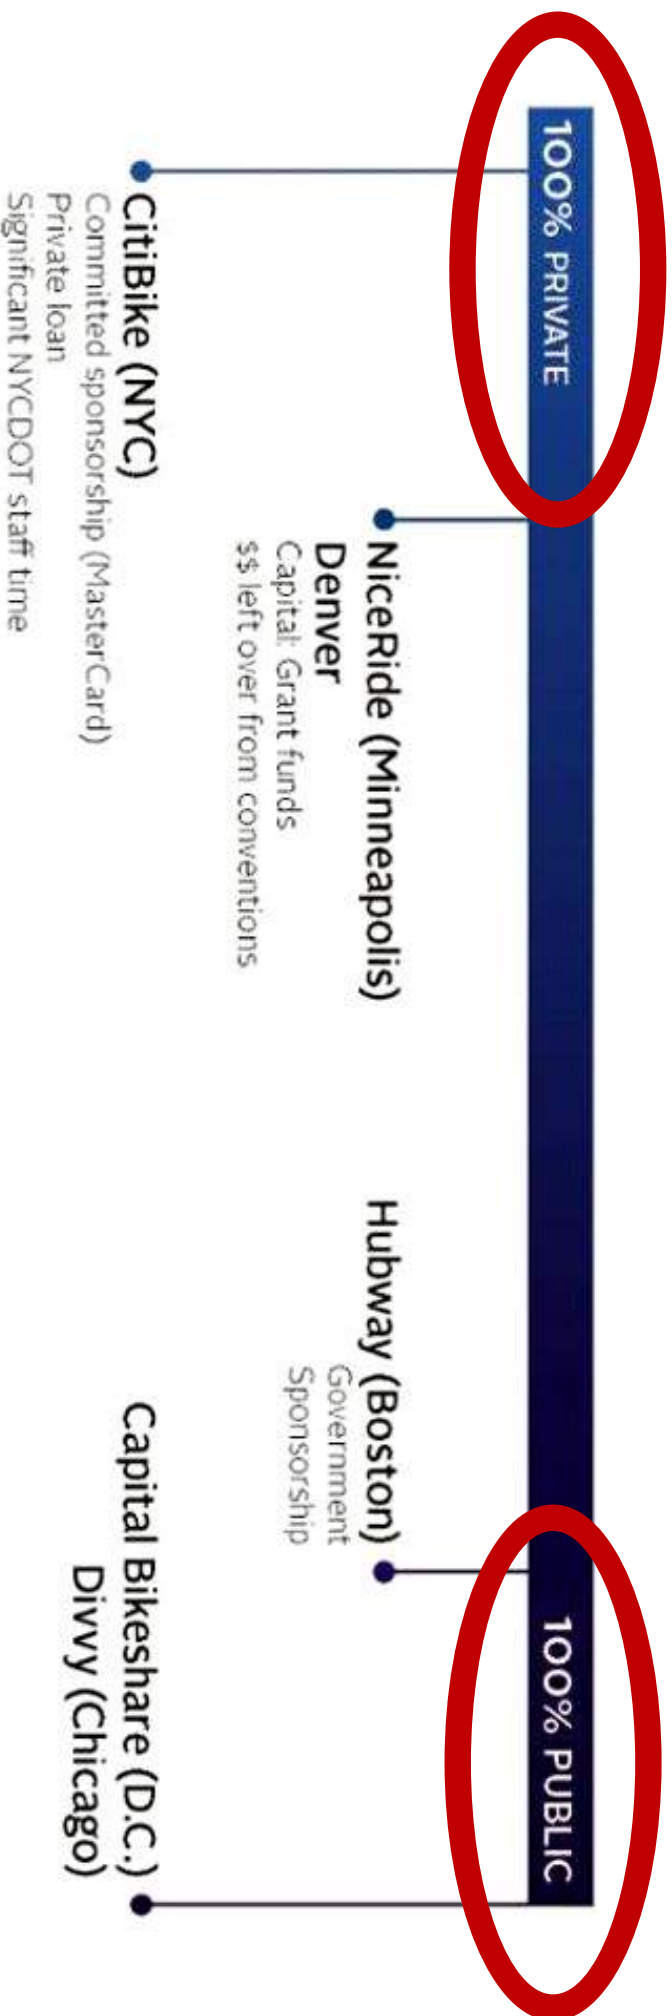 100% PRIVATE
100% PUBLIC
CitiBike (NYC)
Committed sponsorship (MasterCard)
Private loan
Significant NYCDOT staff time
NiceRide (Minneapolis)
Denver
Capital: Grant funds
$$ left over from conventions
Hubway (Boston)
Government
Sponsorship
Capital Bikeshare (D.C.)
Divvy (Chicago)